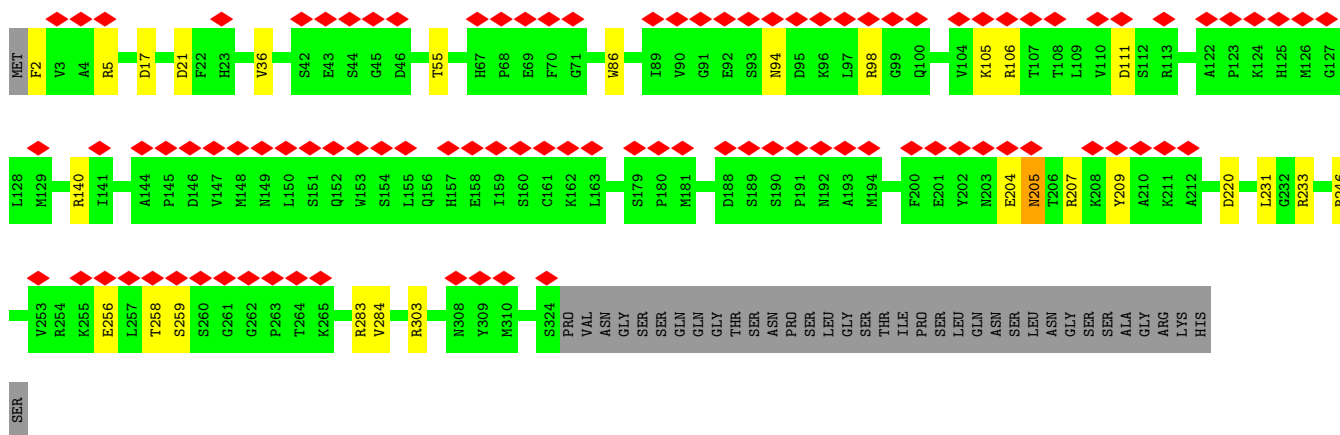 MET F2 V3 A4 R5 D17 D21 F22 H23 V36 S42 E43 S44 G45 D46 T55 H67 P68 E69 F70 G71 W86 I89 V90 G91 E92 S93 N94 D95 K96 L97 R98 G99 Q100 V104 K105 R106 T107 T108 L109 V110 D111 S112 R113 A122 P123 K124 H125 M126 G127
L128 M129 R140 I141 A144 P145 D146 V147 M148 N149 L150 S151 Q152 W153 S154 L155 Q156 H157 E158 I159 S160 C161 K162 L163 S179 P180 M181 D188 S189 S190 P191 N192 A193 M194 F200 E201 Y202 N203 E204 N205 T206 R207 K208 Y209 A210 K211 A212 D220 L231 G232 R233
V253 R254 K255 E256 L257 T258 S259 S260 G261 G262 P263 T264 K265 R283 V284 R303 N308 Y309 M310 S324 PRO VAL ASN GLY SER SER GLN GLN GLY THR SER ASN PRO SER LEU GLY SER THR ILE PRO SER LEU GLN ASN SER LEU ASN GLY SER SER ALA GLY ARG LYS HIS
SER